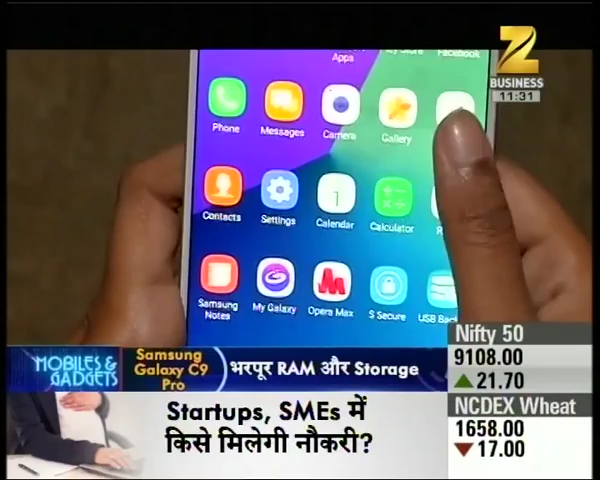 Z
BUSINESS
11:31
Apps
Facebook
Phone
Messages
Camera
Gallery
1
Contacts
Settings
Calendar
Calculator
Samsung
Notes
My Galaxy
Opera Max
S Secure
MOBILES &
GADGETS
Samsung
Galaxy C9
Pro
भरपूर RAM और Storage
Startups, SMEs में
किसे मिलेगी नौकरी?
Nifty 50
9108.00
21.70
NCDEX Wheat
1658.00
17.00